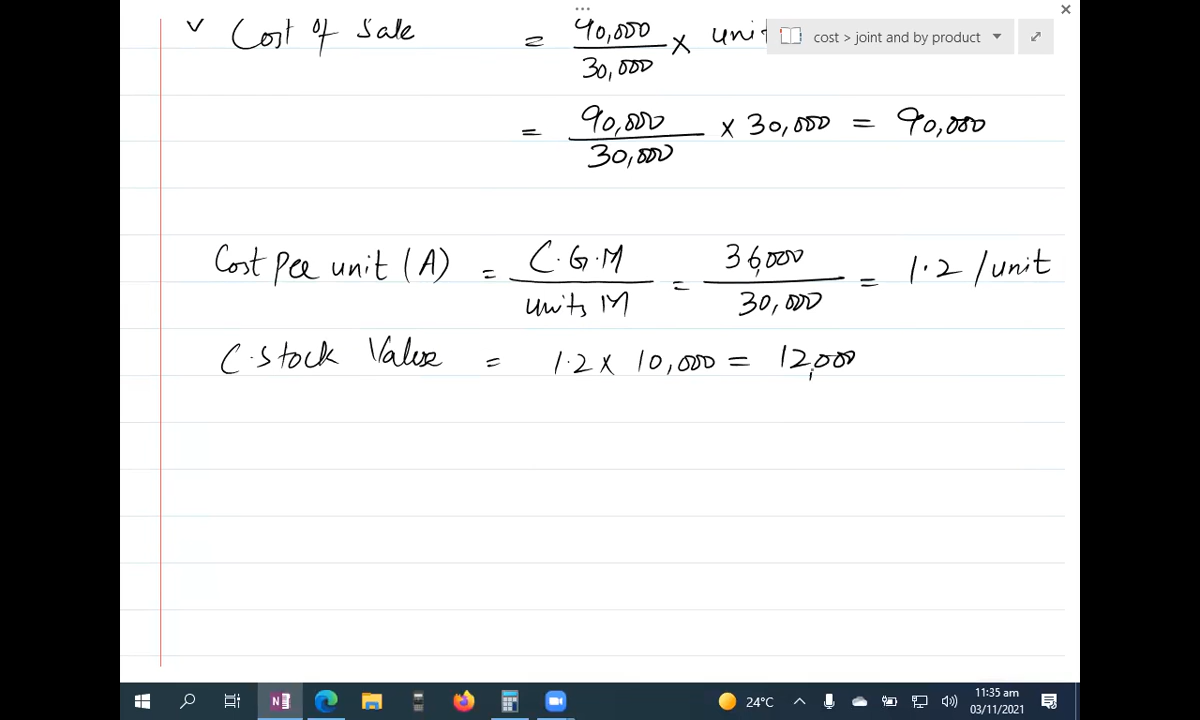 cost > joint and by product
✓ Cost of Sale = 90,000 / 30,000 × unit
= 90,000 / 30,000 × 30,000 = 90,000
Cost Per unit (A) = C.G.M / units M = 36,000 / 30,000 = 1.2 / unit
C.Stock Value = 1.2 × 10,000 = 12,000
24°C
11:35 am
03/11/2021